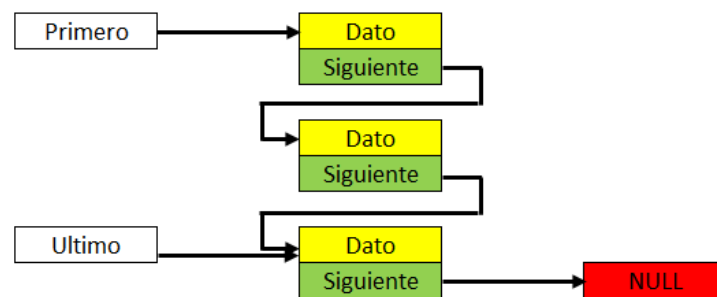 Primero
Dato
Siguiente
Dato
Siguiente
Ultimo
Dato
Siguiente
NULL